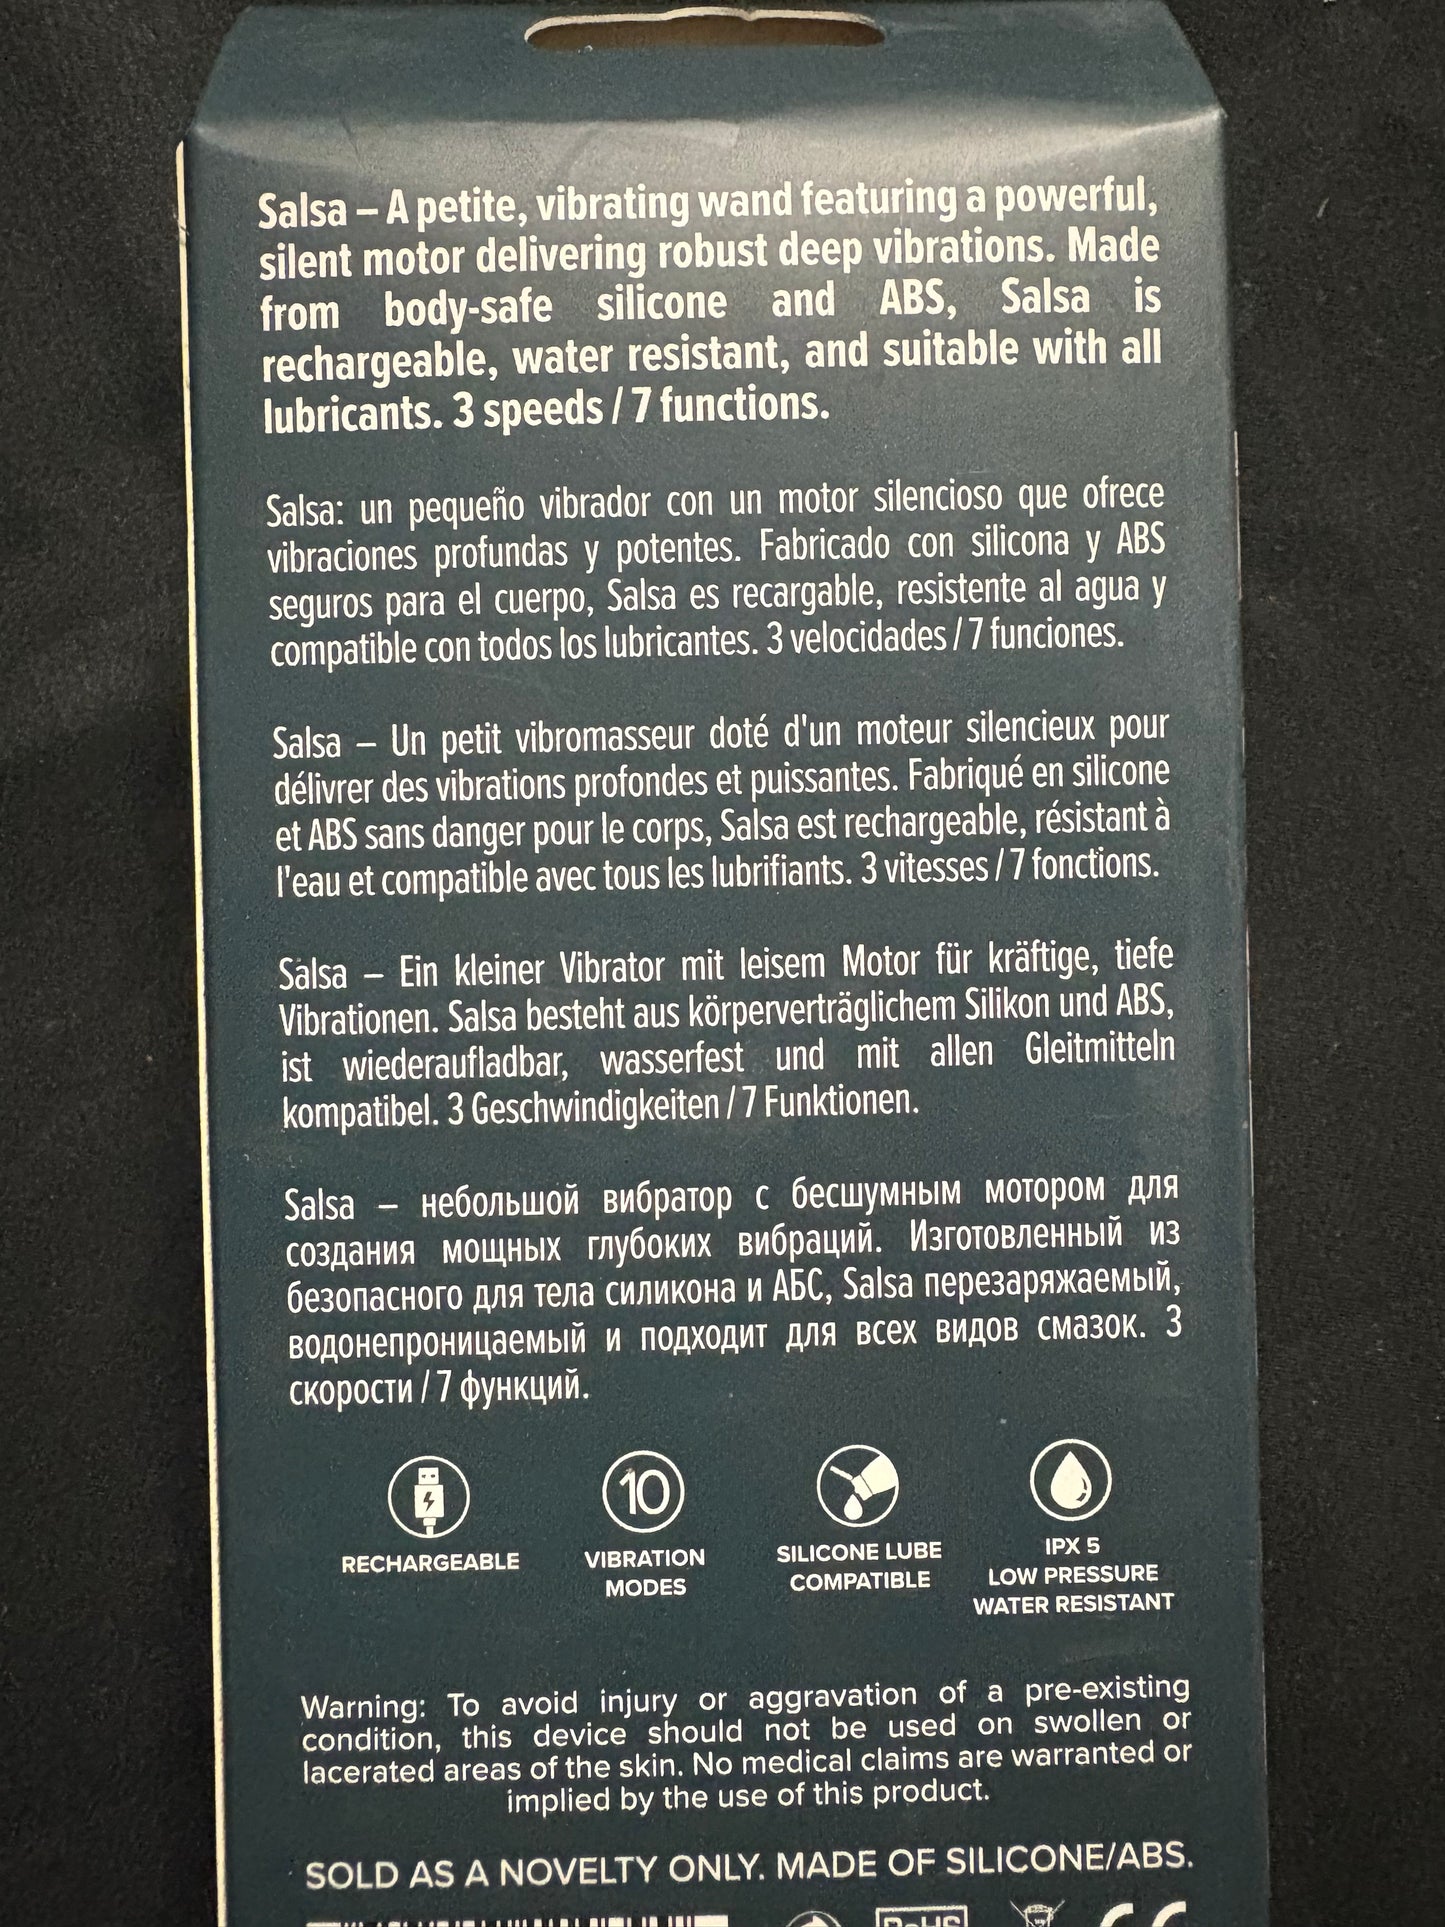 Salsa – A petite, vibrating wand featuring a powerful,
silent motor delivering robust deep vibrations. Made
from body-safe silicone and ABS, Salsa is
rechargeable, water resistant, and suitable with all
lubricants. 3 speeds / 7 functions.
Salsa: un pequeño vibrador con un motor silencioso que ofrece
vibraciones profundas y potentes. Fabricado con silicona y ABS
seguros para el cuerpo, Salsa es recargable, resistente al agua y
compatible con todos los lubricantes. 3 velocidades / 7 funciones.
Salsa – Un petit vibromasseur doté d'un moteur silencieux pour
délivrer des vibrations profondes et puissantes. Fabriqué en silicone
et ABS sans danger pour le corps, Salsa est rechargeable, résistant à
l'eau et compatible avec tous les lubrifiants. 3 vitesses / 7 fonctions.
Salsa – Ein kleiner Vibrator mit leisem Motor für kräftige, tiefe
Vibrationen. Salsa besteht aus körperverträglichem Silikon und ABS,
ist wiederaufladbar, wasserfest und mit allen Gleitmitteln
kompatibel. 3 Geschwindigkeiten / 7 Funktionen.
Salsa – небольшой вибратор с бесшумным мотором для
создания мощных глубоких вибраций. Изготовленный из
безопасного для тела силикона и АБС, Salsa перезаряжаемый,
водонепроницаемый и подходит для всех видов смазок. 3
скорости / 7 функций.
RECHARGEABLE
10
VIBRATION
MODES
SILICONE LUBE
COMPATIBLE
IPX 5
LOW PRESSURE
WATER RESISTANT
Warning: To avoid injury or aggravation of a pre-existing
condition, this device should not be used on swollen or
lacerated areas of the skin. No medical claims are warranted or
implied by the use of this product.
SOLD AS A NOVELTY ONLY. MADE OF SILICONE/ABS.
RoHS CE